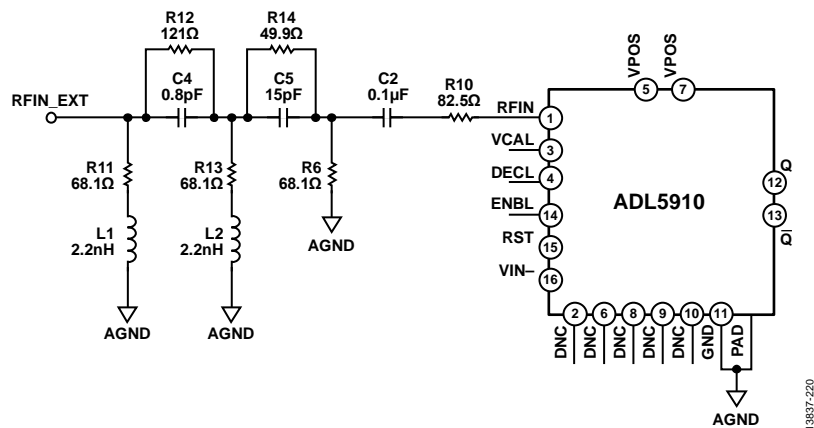 R12
121Ω
R14
49.9Ω
C4
0.8pF
C5
15pF
C2
0.1µF
R10
82.5Ω
RFIN_EXT
R11
68.1Ω
R13
68.1Ω
R6
68.1Ω
AGND
L1
2.2nH
L2
2.2nH
AGND
AGND
VPOS
VPOS
5
7
RFIN
1
VCAL
3
DECL
4
ENBL
14
RST
15
VIN–
16
ADL5910
Q
12
13
Q̅
2
6
8
9
10
11
DNC
DNC
DNC
DNC
DNC
GND
PAD
AGND
13837-220